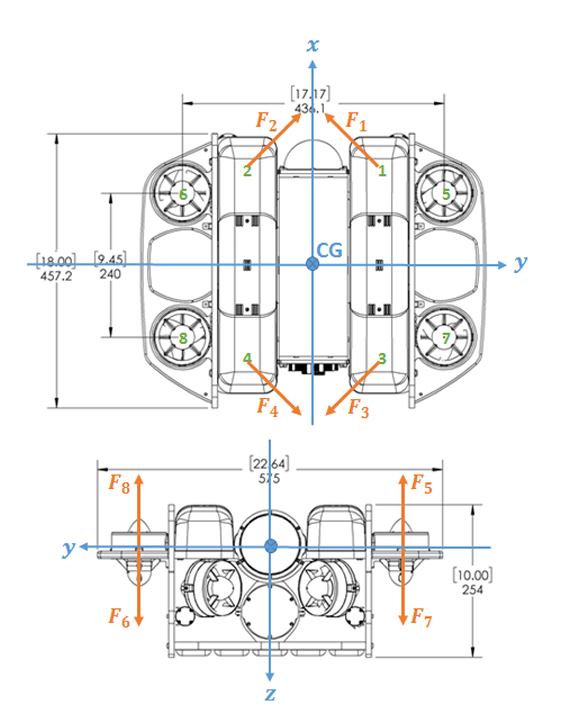 x
[17.17]
436.1
F2
F1
2
1
6
5
CG
y
[18.00]
457.2
[9.45]
240
8
7
4
3
F4
F3
[22.64]
575
F8
F5
y
[10.00]
254
F6
F7
z